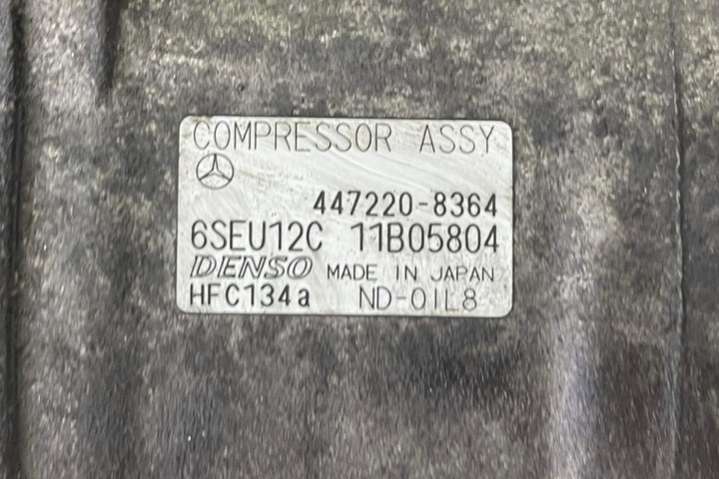 COMPRESSOR ASSY
447220-8364
6SEU12C 11B05804
DENSO MADE IN JAPAN
HFC134a ND-OIL8